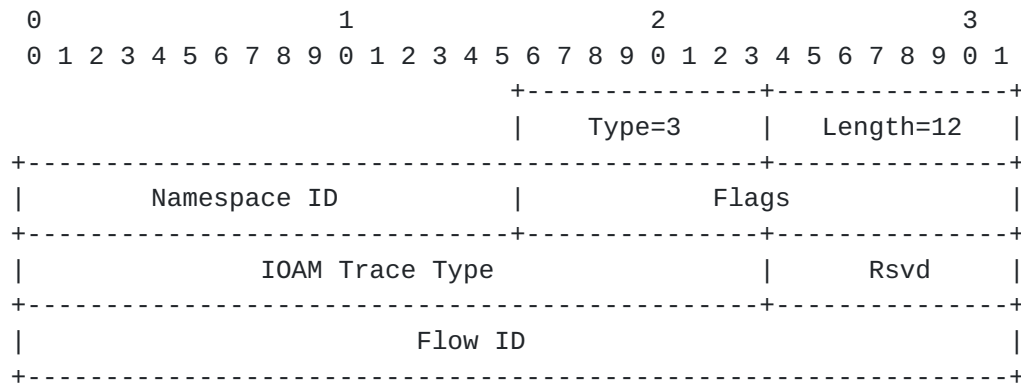 0                   1                   2                   3
0 1 2 3 4 5 6 7 8 9 0 1 2 3 4 5 6 7 8 9 0 1 2 3 4 5 6 7 8 9 0 1
+---------------+---------------+
|    Type=3     |   Length=12   |
+-----------------------------------------------+---------------+
|        Namespace ID           |            Flags              |
+-------------------------------+---------------+---------------+
|               IOAM Trace Type                 |      Rsvd     |
+-----------------------------------------------+---------------+
|                         Flow ID                               |
+---------------------------------------------------------------+